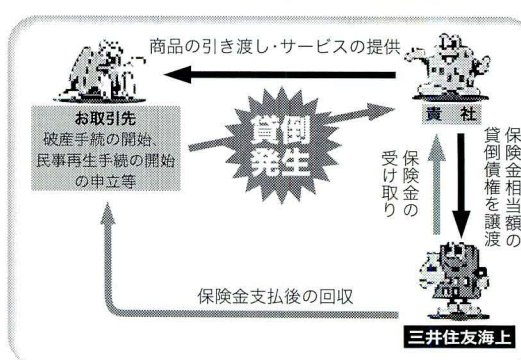 商品の引き渡し・サービスの提供
お取引先
破産手続の開始、
民事再生手続の開始
の申立等
貸倒
発生
貴 社
保険金の
受け取り
保険金相当額の
貸倒債権を譲渡
保険金支払後の回収
三井住友海上